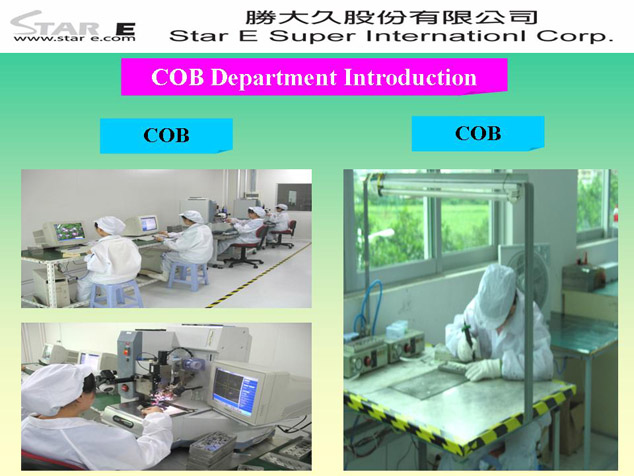 STAR E
www.star e.com
勝大久股份有限公司
Star E Super Internationl Corp.
COB Department Introduction
COB
COB